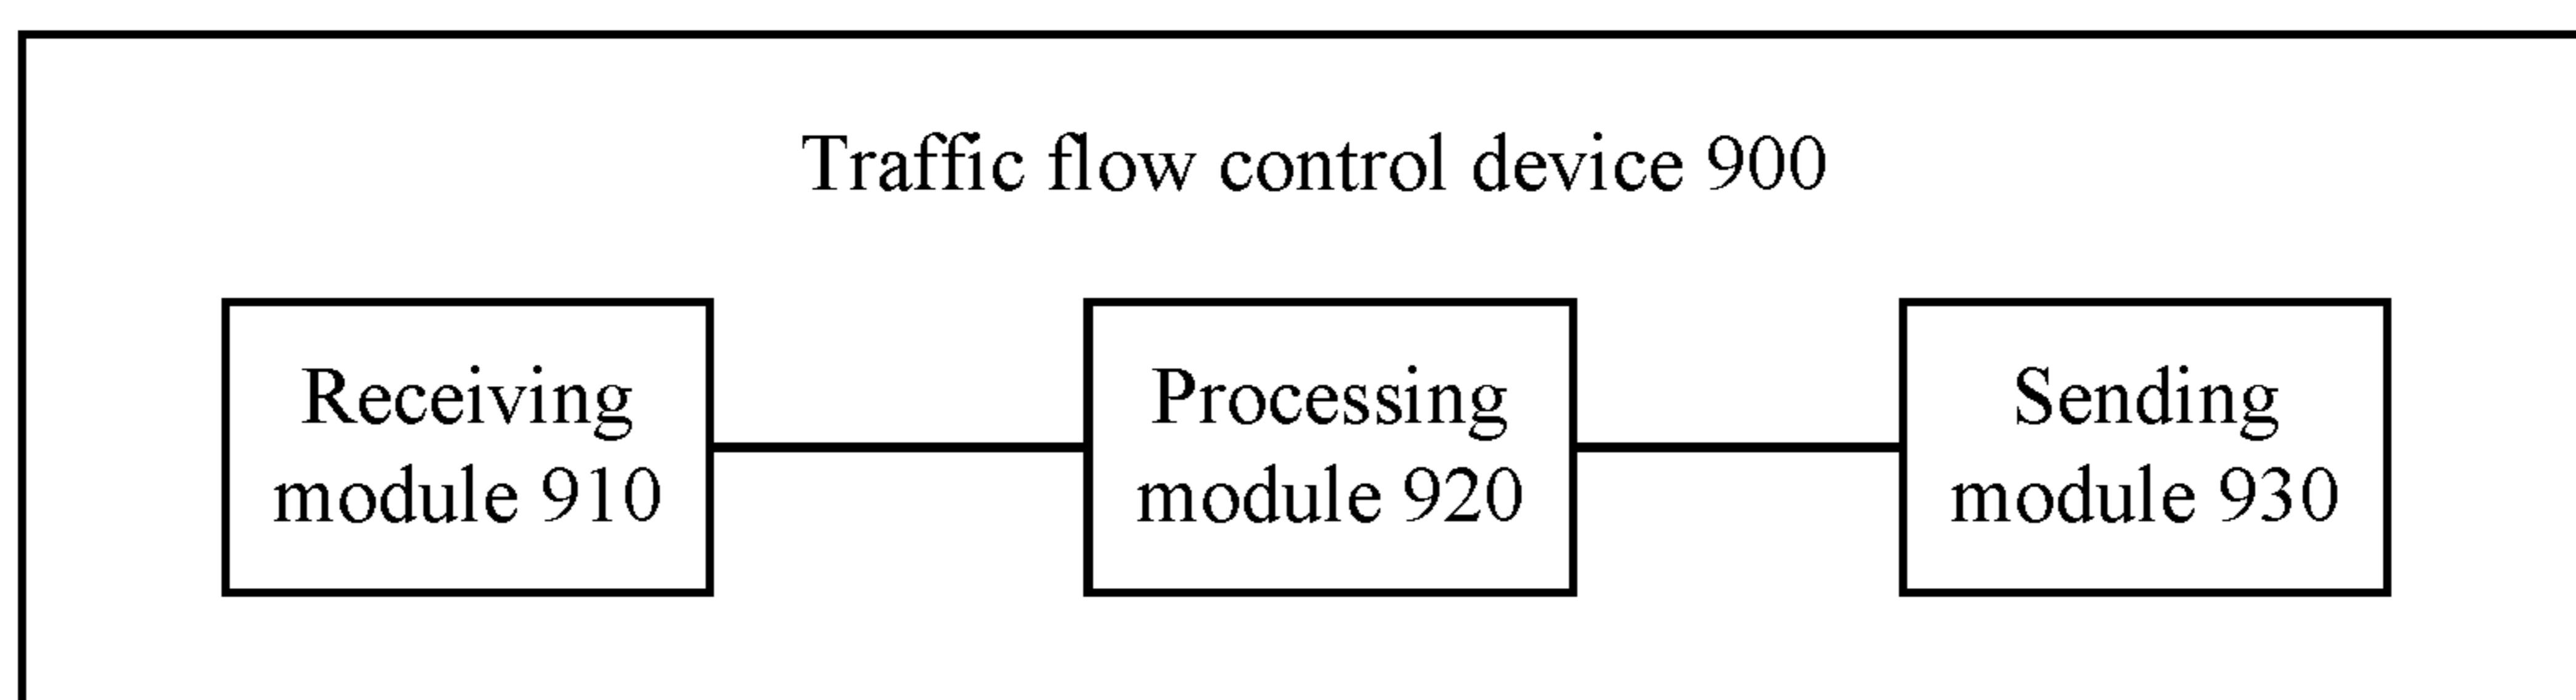 Traffic flow control device 900
Receiving
module 910
Processing
module 920
Sending
module 930